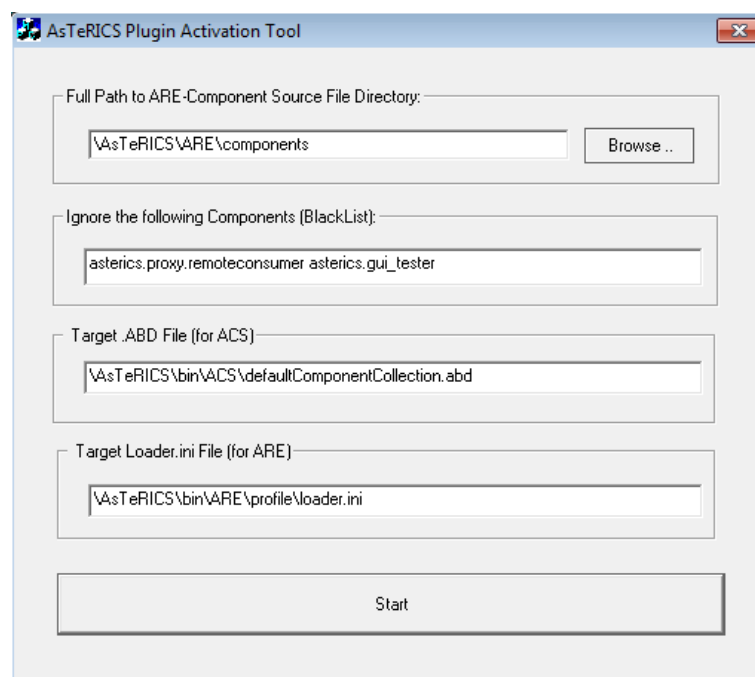 AsTeRICS Plugin Activation Tool
Full Path to ARE-Component Source File Directory:
\AsTeRICS\ARE\components
Browse ..
Ignore the following Components (BlackList):
asterics.proxy.remoteconsumer asterics.gui_tester
Target .ABD File (for ACS)
\AsTeRICS\bin\ACS\defaultComponentCollection.abd
Target Loader.ini File (for ARE)
\AsTeRICS\bin\ARE\profile\loader.ini
Start